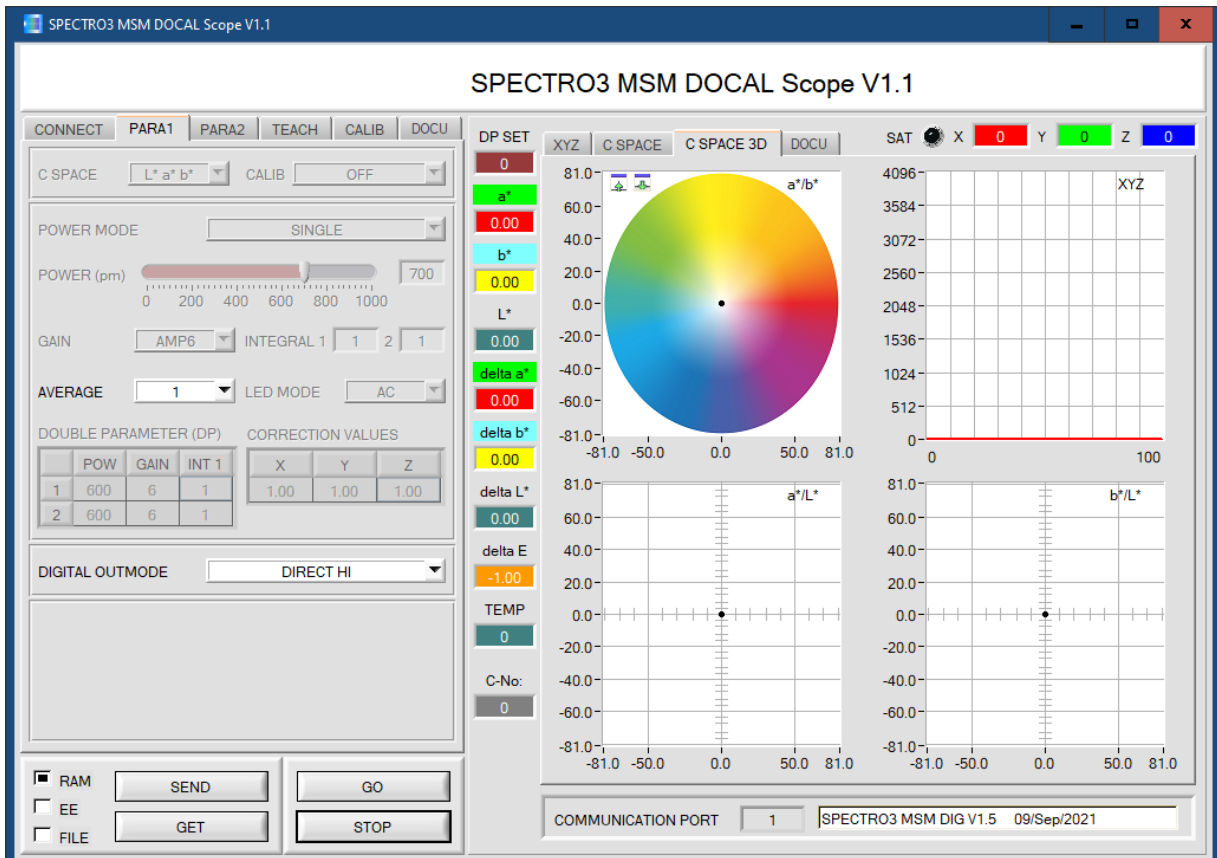 SPECTRO3 MSM DOCAL Scope V1.1
SPECTRO3 MSM DOCAL Scope V1.1
CONNECT PARA1 PARA2 TEACH CALIB DOCU
C SPACE L* a* b* CALIB OFF
POWER MODE SINGLE
POWER (pm) 700
0 200 400 600 800 1000
GAIN AMP6 INTEGRAL 1 1 2 1
AVERAGE 1 LED MODE AC
DOUBLE PARAMETER (DP) CORRECTION VALUES
POW GAIN INT 1 X Y Z
1 600 6 1 1.00 1.00 1.00
2 600 6 1
DIGITAL OUTMODE DIRECT HI
RAM SEND GO
EE
FILE GET STOP
DP SET
0
a*
0.00
b*
0.00
L*
0.00
delta a*
0.00
delta b*
0.00
delta L*
0.00
delta E
-1.00
TEMP
0
C-No:
0
XYZ C SPACE C SPACE 3D DOCU
SAT X 0 Y 0 Z 0
a*/b*
81.0
60.0
40.0
20.0
0.0
-20.0
-40.0
-60.0
-81.0
-81.0 -50.0 0.0 50.0 81.0
XYZ
4096
3584
3072
2560
2048
1536
1024
512
0
0 100
a*/L*
81.0
60.0
40.0
20.0
0.0
-20.0
-40.0
-60.0
-81.0
-81.0 -50.0 0.0 50.0 81.0
b*/L*
81.0
60.0
40.0
20.0
0.0
-20.0
-40.0
-60.0
-81.0
-81.0 -50.0 0.0 50.0 81.0
COMMUNICATION PORT 1 SPECTRO3 MSM DIG V1.5 09/Sep/2021